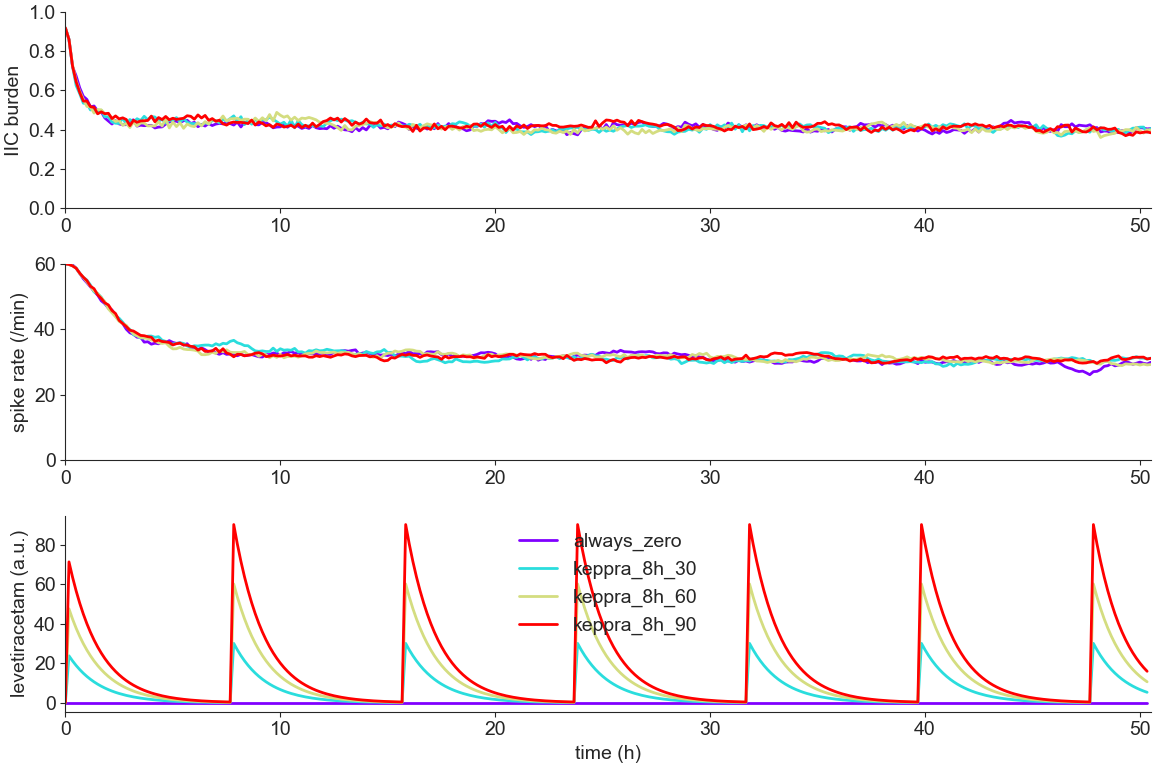 IIC burden
1.0
0.8
0.6
0.4
0.2
0.0
0 10 20 30 40 50
spike rate (/min)
60
40
20
0
0 10 20 30 40 50
levetiracetam (a.u.)
80
60
40
20
0
always_zero
keppra_8h_30
keppra_8h_60
keppra_8h_90
0 10 20 30 40 50
time (h)